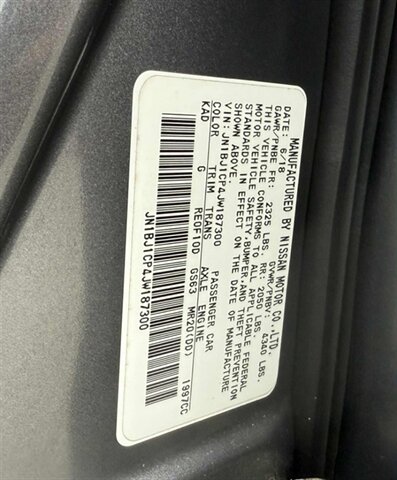 MANUFACTURED BY NISSAN MOTOR CO.,LTD.
6/18 GVWR/PNBV: 4340 LBS.
GAWR/PNBE FR: 2325 LBS. RR: 2050 LBS.
THIS VEHICLE CONFORMS TO ALL APPLICABLE FEDERAL
MOTOR VEHICLE SAFETY,BUMPER,AND THEFT PREVENTION
STANDARDS IN EFFECT ON THE DATE OF MANUFACTURE
SHOWN ABOVE.
VIN:JN1BJ1CP4JW187300 PASSENGER CAR
COLOR TRIM TRANS AXLE ENGINE
KAD G RE0F10D GS63 MR20(DD) 1997CC
JN1BJ1CP4JW187300